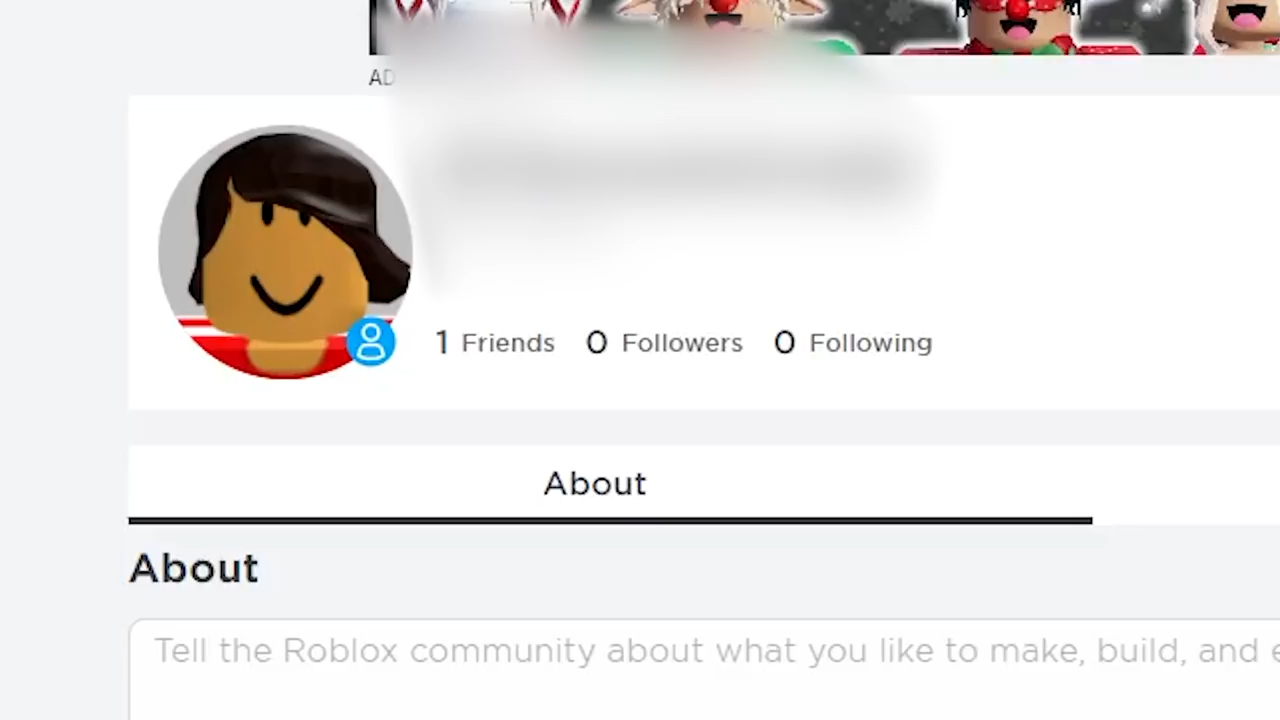 AD
1 Friends 0 Followers 0 Following
About
About
Tell the Roblox community about what you like to make, build, and